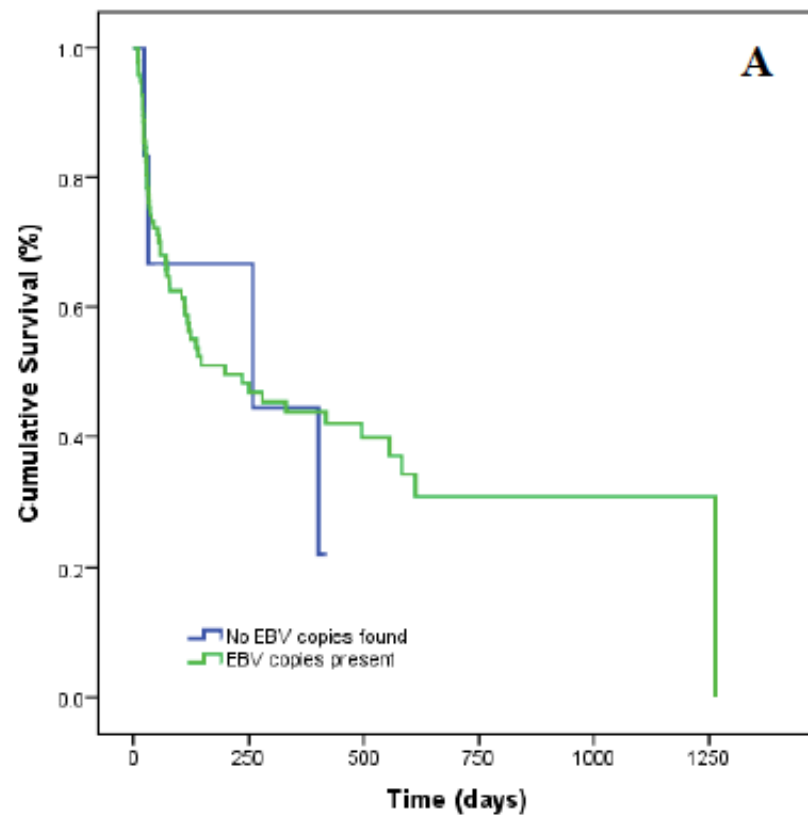 A
1.0
0.8
0.6
0.4
0.2
0.0
Cumulative Survival (%)
No EBV copies found
EBV copies present
0 250 500 750 1000 1250
Time (days)